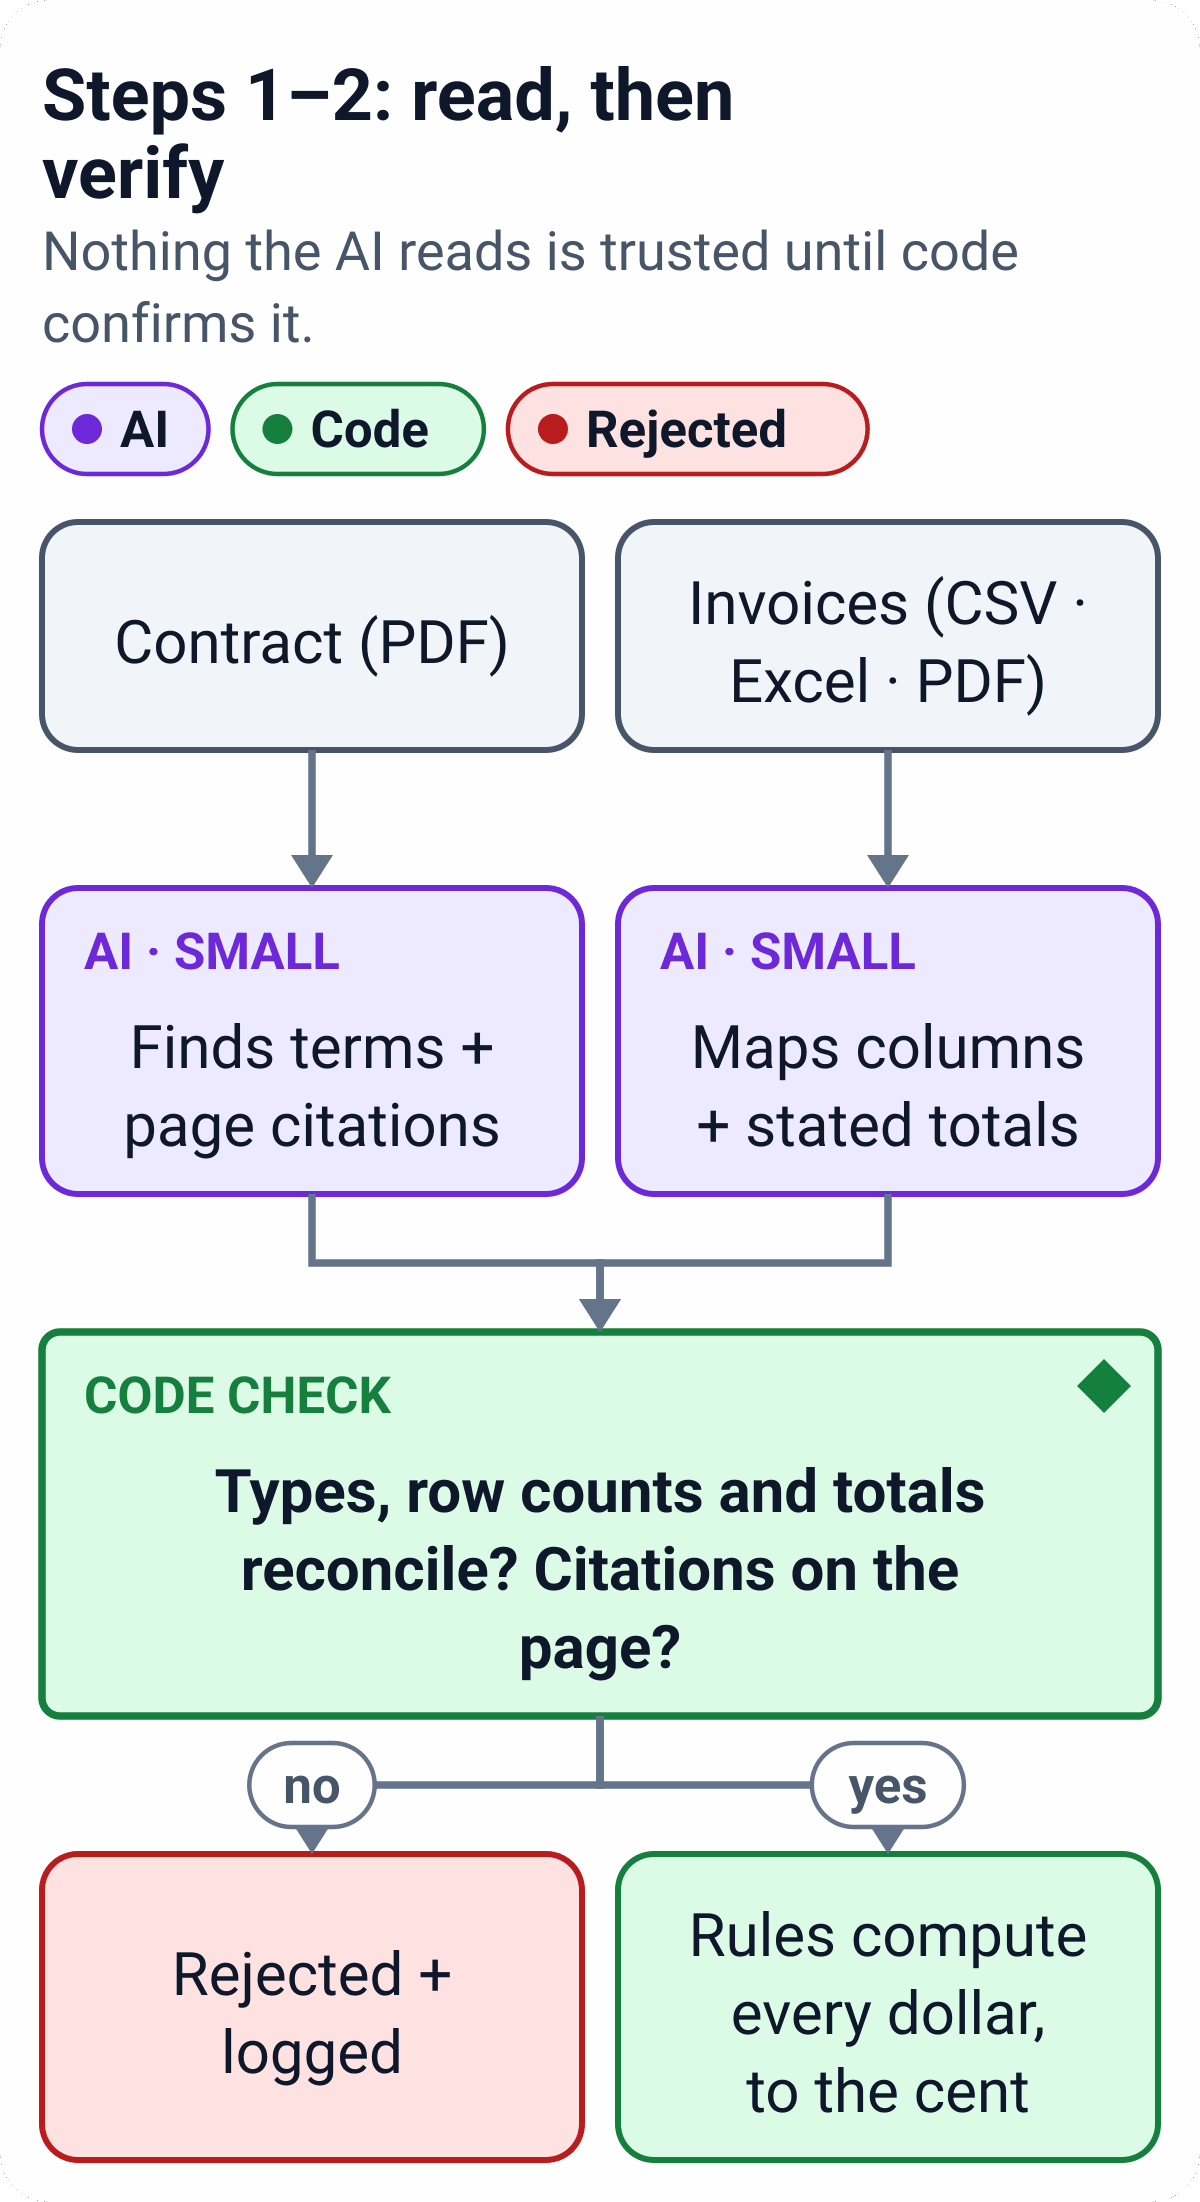 Steps 1–2: read, then
verify
Nothing the AI reads is trusted until code
confirms it.
AI
Code
Rejected
Contract (PDF)
Invoices (CSV ·
Excel · PDF)
AI · SMALL
Finds terms +
page citations
AI · SMALL
Maps columns
+ stated totals
CODE CHECK
Types, row counts and totals
reconcile? Citations on the
page?
no
yes
Rejected +
logged
Rules compute
every dollar,
to the cent